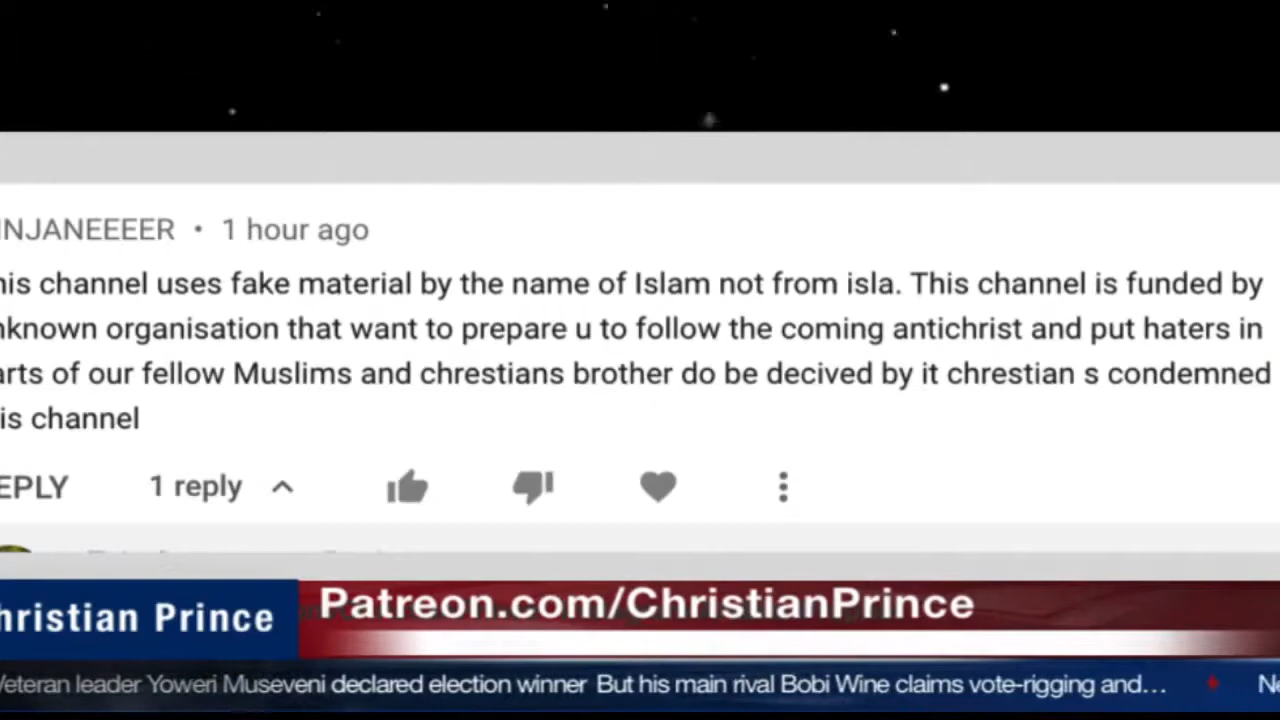 INJANEEEER • 1 hour ago
his channel uses fake material by the name of Islam not from isla. This channel is funded by
nknown organisation that want to prepare u to follow the coming antichrist and put haters in
arts of our fellow Muslims and chrestians brother do be decived by it chrestian s condemned
is channel
EPLY 1 reply
hristian Prince
Patreon.com/ChristianPrince
Veteran leader Yoweri Museveni declared election winner But his main rival Bobi Wine claims vote-rigging and… Ne